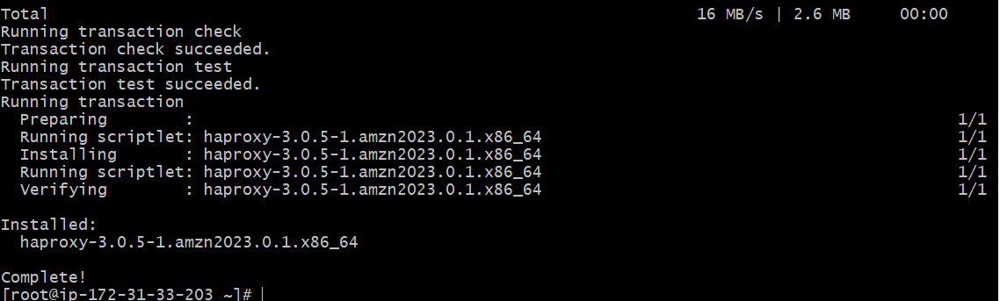 Total 16 MB/s | 2.6 MB 00:00
Running transaction check
Transaction check succeeded.
Running transaction test
Transaction test succeeded.
Running transaction
Preparing : 1/1
Running scriptlet: haproxy-3.0.5-1.amzn2023.0.1.x86_64 1/1
Installing : haproxy-3.0.5-1.amzn2023.0.1.x86_64 1/1
Running scriptlet: haproxy-3.0.5-1.amzn2023.0.1.x86_64 1/1
Verifying : haproxy-3.0.5-1.amzn2023.0.1.x86_64 1/1
Installed:
haproxy-3.0.5-1.amzn2023.0.1.x86_64
Complete!
[root@ip-172-31-33-203 ~]#